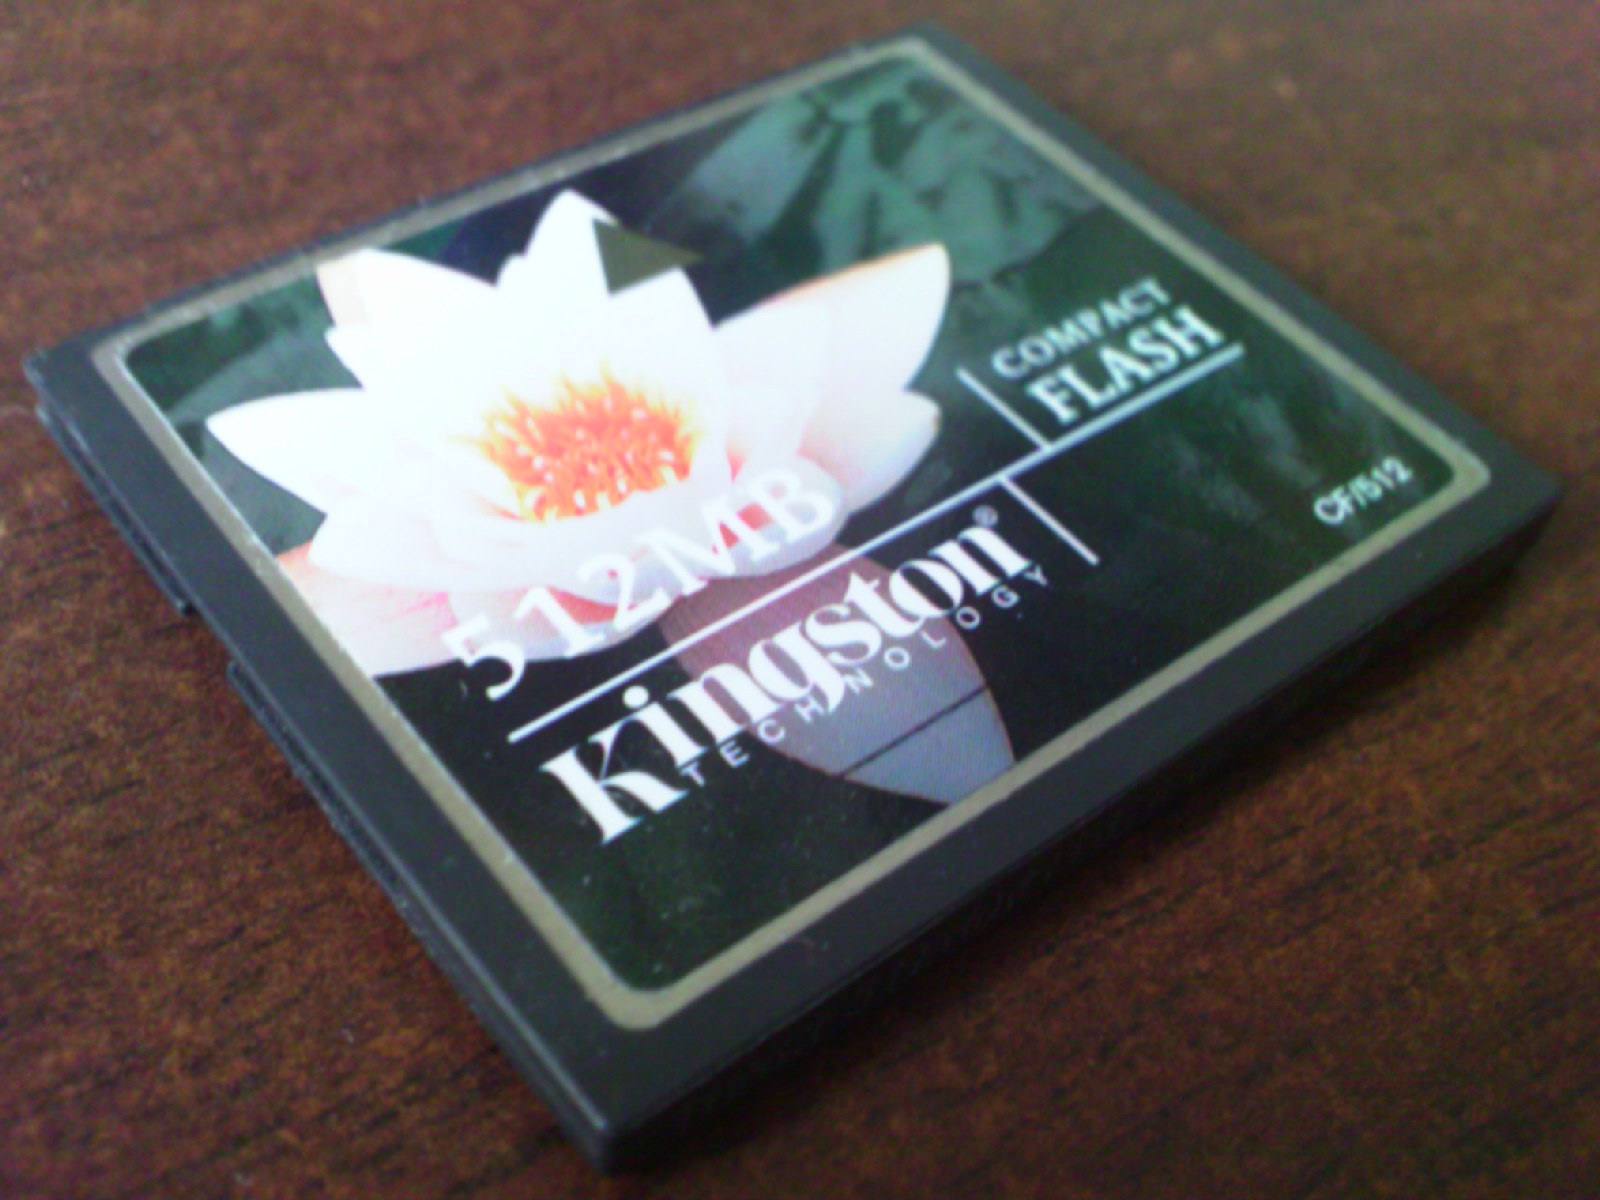 COMPACT
FLASH
512MB
Kingston®
TECHNOLOGY
CF/512